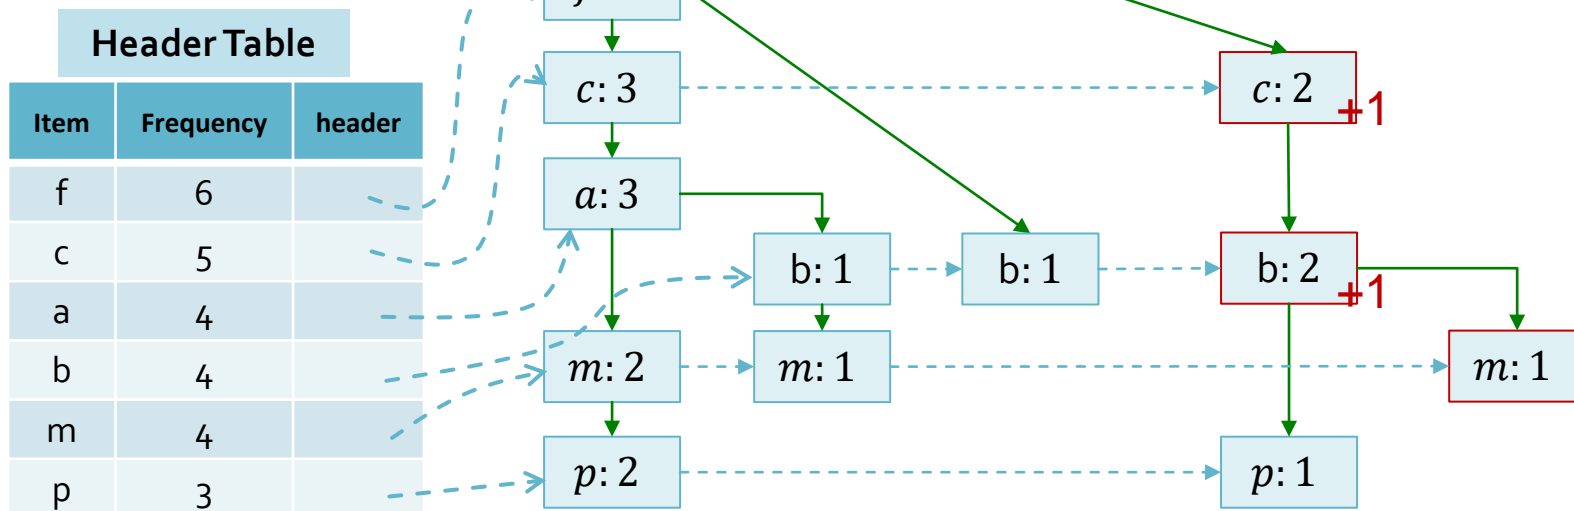 Header Table
Item Frequency header
f 6
c 5
a 4
b 4
m 4
p 3
c: 3
c: 2
+1
a: 3
b: 1
b: 1
b: 2
+1
m: 2
m: 1
m: 1
p: 2
p: 1